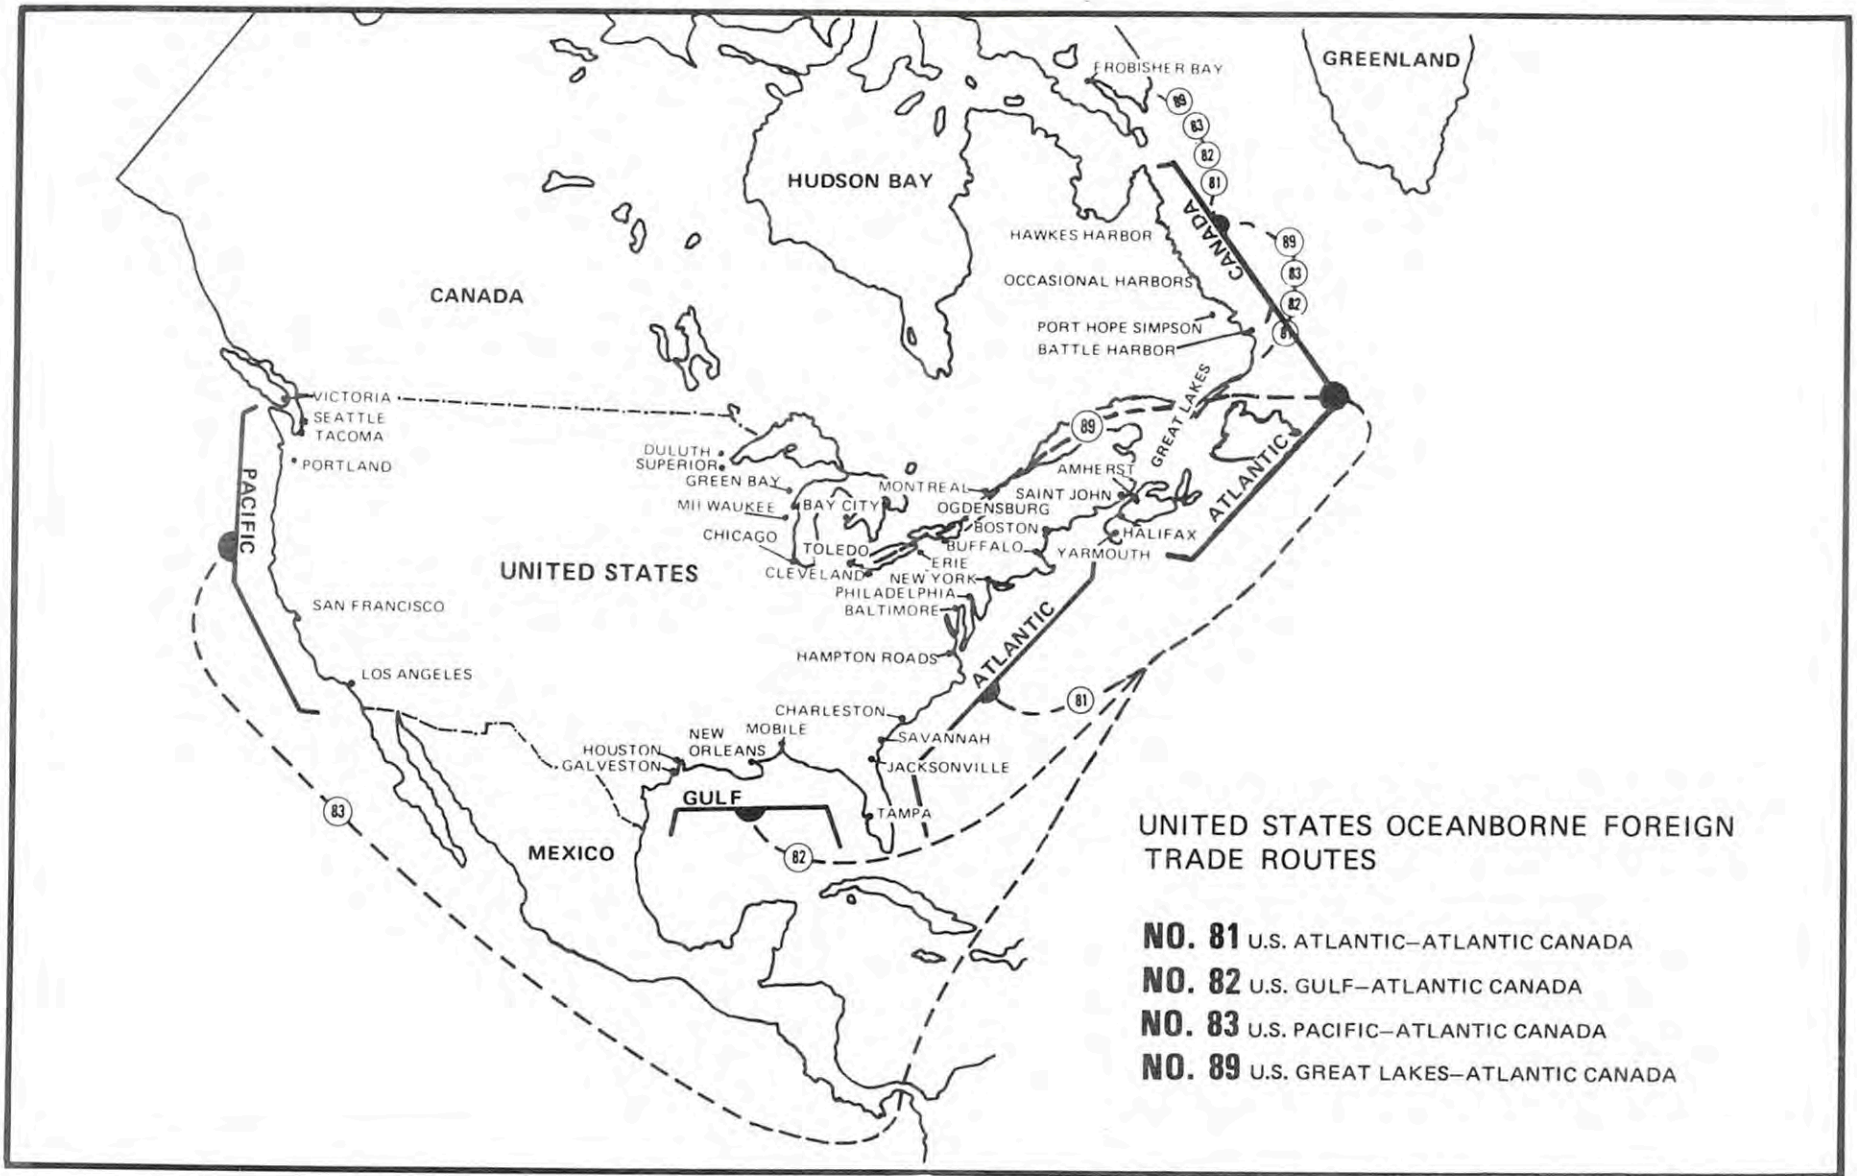 GREENLAND
FROBISHER BAY
89
83
82
81
HUDSON BAY
CANADA
HAWKES HARBOR
89
OCCASIONAL HARBORS
83
CANADA
82
PORT HOPE SIMPSON
81
BATTLE HARBOR
GREAT LAKES
VICTORIA
SEATTLE
TACOMA
PORTLAND
PACIFIC
89
DULUTH
SUPERIOR
GREEN BAY
MILWAUKEE
CHICAGO
BAY CITY
TOLEDO
CLEVELAND
MONTREAL
OGDENSBURG
AMHERST
SAINT JOHN
BOSTON
BUFFALO
ERIE
NEW YORK
PHILADELPHIA
BALTIMORE
HALIFAX
YARMOUTH
ATLANTIC
UNITED STATES
SAN FRANCISCO
LOS ANGELES
HAMPTON ROADS
ATLANTIC
81
CHARLESTON
SAVANNAH
JACKSONVILLE
NEW
ORLEANS
MOBILE
HOUSTON
GALVESTON
GULF
TAMPA
83
82
MEXICO
UNITED STATES OCEANBORNE FOREIGN
TRADE ROUTES
NO. 81 U.S. ATLANTIC–ATLANTIC CANADA
NO. 82 U.S. GULF–ATLANTIC CANADA
NO. 83 U.S. PACIFIC–ATLANTIC CANADA
NO. 89 U.S. GREAT LAKES–ATLANTIC CANADA